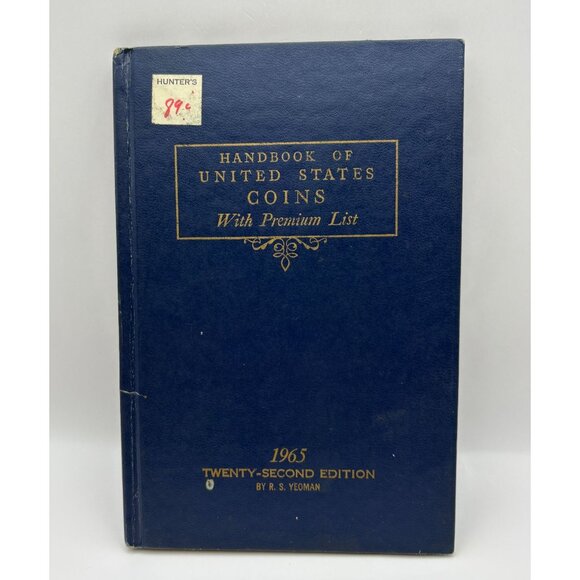 HUNTER'S
89¢
HANDBOOK OF
UNITED STATES
COINS
With Premium List
1965
TWENTY-SECOND EDITION
BY R. S. YEOMAN